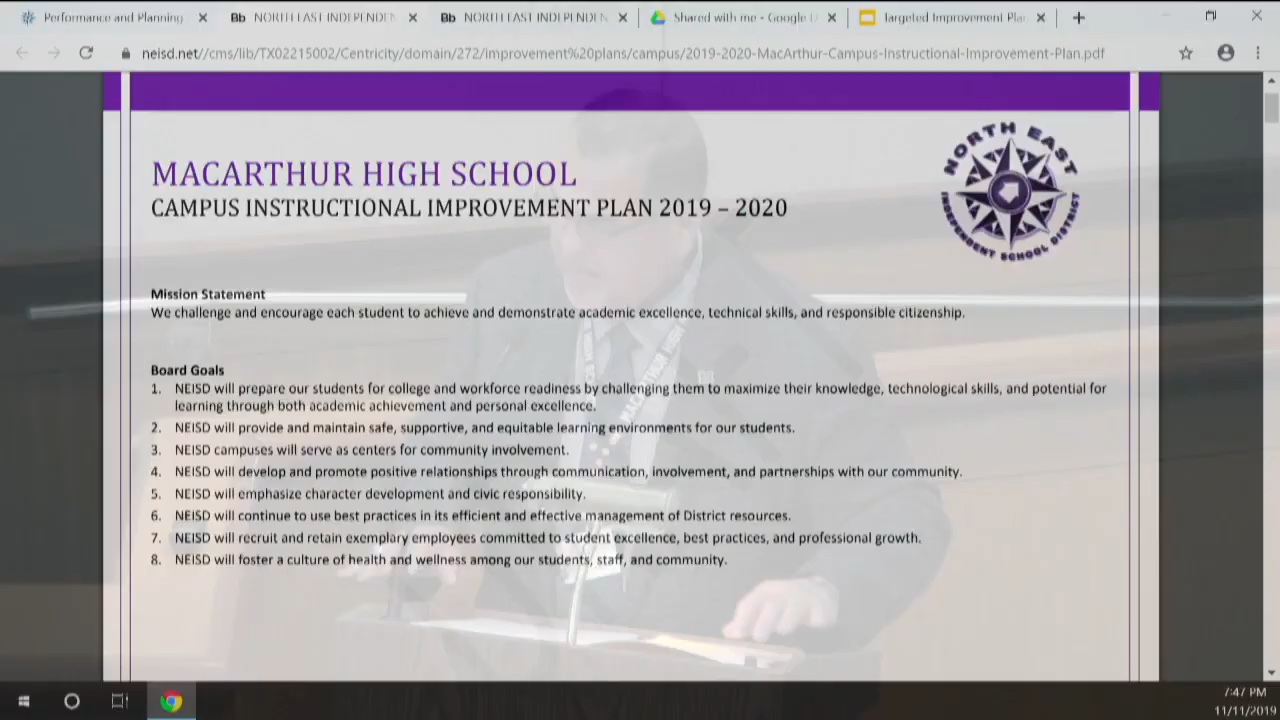 Performance and Planning
NORTH EAST INDEPENDEN
NORTH EAST INDEPENDEN
Shared with me - Google D
Targeted Improvement Pla
neisd.net//cms/lib/TX02215002/Centricity/domain/272/improvement%20plans/campus/2019-2020-MacArthur-Campus-Instructional-Improvement-Plan.pdf
MACARTHUR HIGH SCHOOL
CAMPUS INSTRUCTIONAL IMPROVEMENT PLAN 2019 – 2020
NORTH EAST
INDEPENDENT SCHOOL DISTRICT
Mission Statement
We challenge and encourage each student to achieve and demonstrate academic excellence, technical skills, and responsible citizenship.
Board Goals
1. NEISD will prepare our students for college and workforce readiness by challenging them to maximize their knowledge, technological skills, and potential for
learning through both academic achievement and personal excellence.
2. NEISD will provide and maintain safe, supportive, and equitable learning environments for our students.
3. NEISD campuses will serve as centers for community involvement.
4. NEISD will develop and promote positive relationships through communication, involvement, and partnerships with our community.
5. NEISD will emphasize character development and civic responsibility.
6. NEISD will continue to use best practices in its efficient and effective management of District resources.
7. NEISD will recruit and retain exemplary employees committed to student excellence, best practices, and professional growth.
8. NEISD will foster a culture of health and wellness among our students, staff, and community.
7:47 PM
11/11/2019